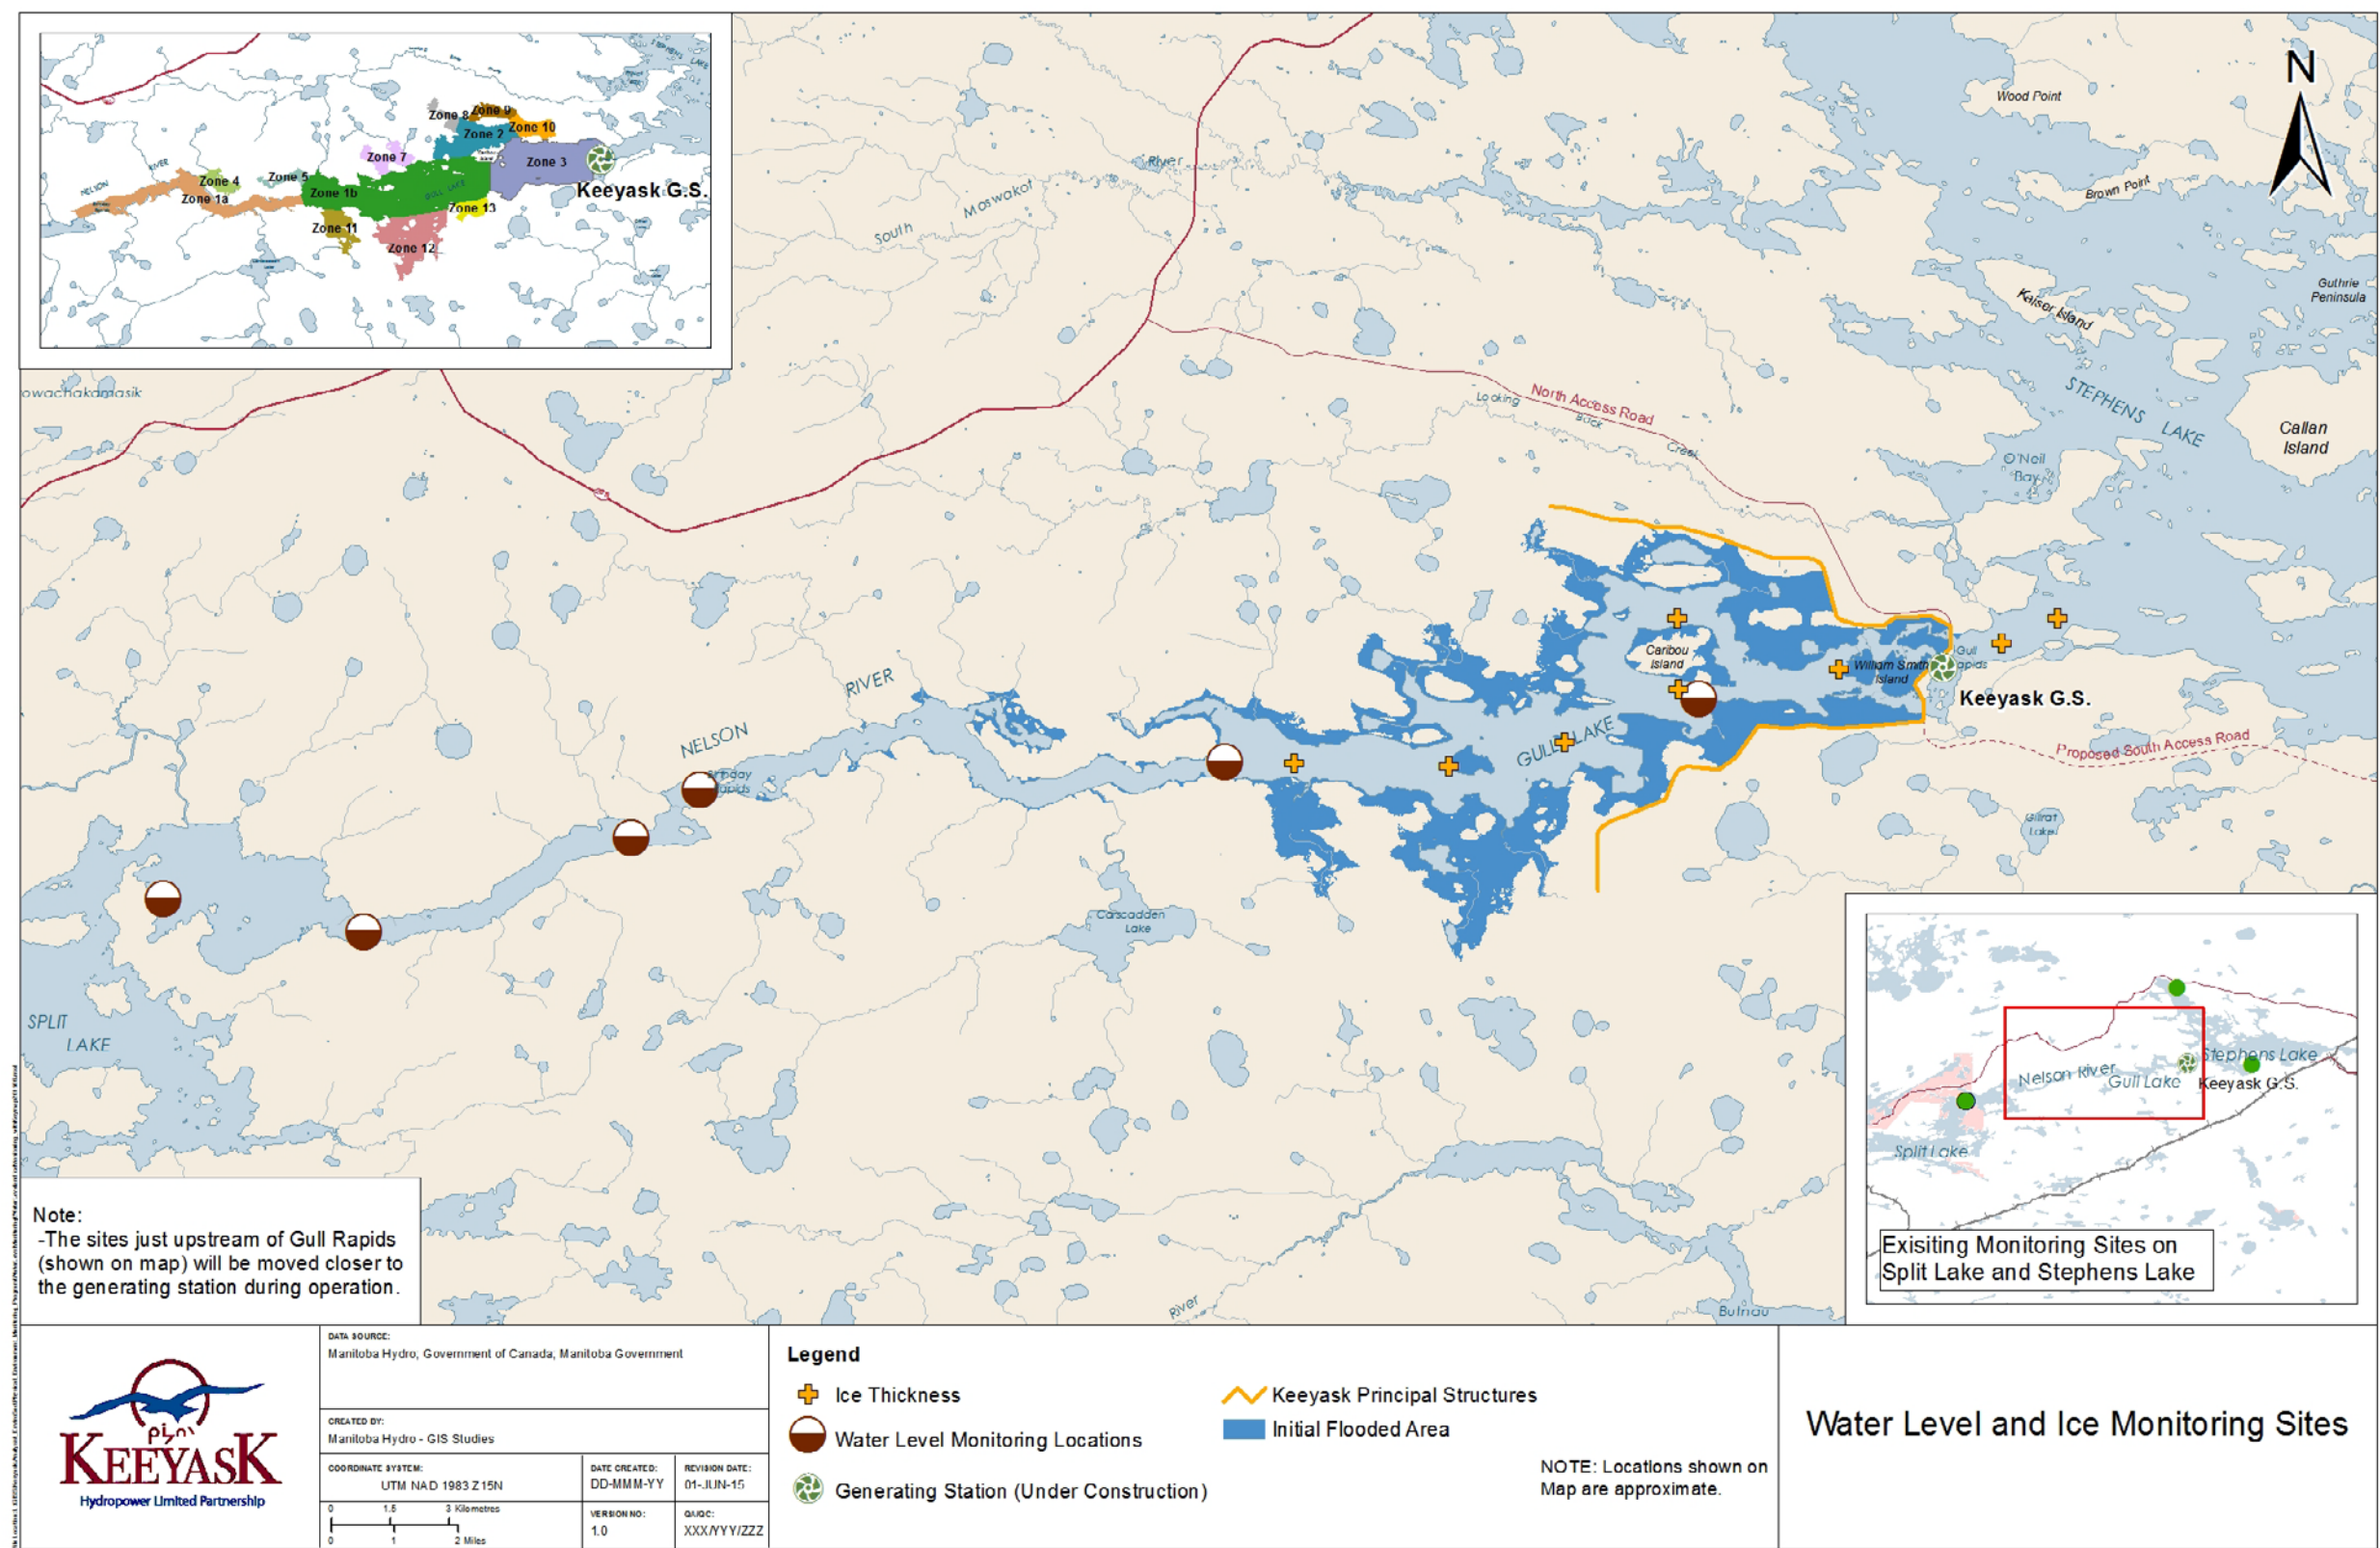 Zone 8
Zone 9
Zone 2
Zone 10
Zone 7
Zone 3
Zone 4
Zone 5
Zone 1a
Zone 1b
Zone 13
Zone 11
Zone 12
NELSON
RIVER
GULL LAKE
Keeyask G.S.
N
Wood Point
Brown Point
River
South
Moswakot
Guthrie
Peninsula
Kaiser Island
STEPHENS
LAKE
Callan
Island
O'Neil
Bay
owachakamasik
North Access Road
Looking
Back
Creek
Caribou
Island
William Smith
Island
Gull
Keeyask G.S.
Proposed South Access Road
GULL LAKE
RIVER
NELSON
Carscadden
Lake
Gilrat
Lake
SPLIT
LAKE
River
Butnau
Stephens Lake
Nelson River
Gull Lake
Keeyask G.S.
Split Lake
Exisiting Monitoring Sites on
Split Lake and Stephens Lake
Note:
-The sites just upstream of Gull Rapids
(shown on map) will be moved closer to
the generating station during operation.
KEEYASK
Hydropower Limited Partnership
DATA SOURCE:
Manitoba Hydro; Government of Canada; Manitoba Government
CREATED BY:
Manitoba Hydro - GIS Studies
COORDINATE SYSTEM:
UTM NAD 1983 Z15N
DATE CREATED:
DD-MMM-YY
REVISION DATE:
01-JUN-15
0 1.5 3 Kilometres
0 1 2 Miles
VERSION NO:
1.0
QA/QC:
XXX/YYY/ZZZ
Legend
Ice Thickness
Water Level Monitoring Locations
Generating Station (Under Construction)
Keeyask Principal Structures
Initial Flooded Area
NOTE: Locations shown on
Map are approximate.
Water Level and Ice Monitoring Sites